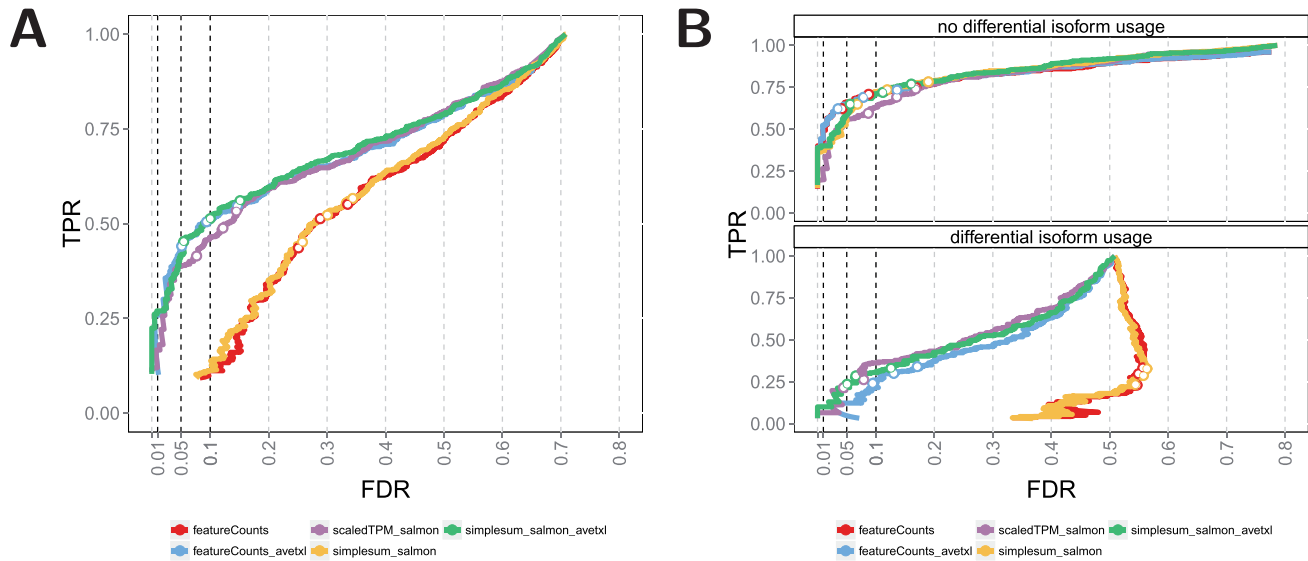 A
1.00
0.75
0.50
0.25
0.00
TPR
0.01
0.05
0.1
0.2
0.3
0.4
0.5
0.6
0.7
0.8
FDR
featureCounts
scaledTPM_salmon
simplesum_salmon_avetxl
featureCounts_avetxl
simplesum_salmon
B
no differential isoform usage
1.00
0.75
0.50
0.25
0.00
TPR
differential isoform usage
1.00
0.75
0.50
0.25
0.00
0.01
0.05
0.1
0.2
0.3
0.4
0.5
0.6
0.7
0.8
FDR
featureCounts
scaledTPM_salmon
simplesum_salmon_avetxl
featureCounts_avetxl
simplesum_salmon